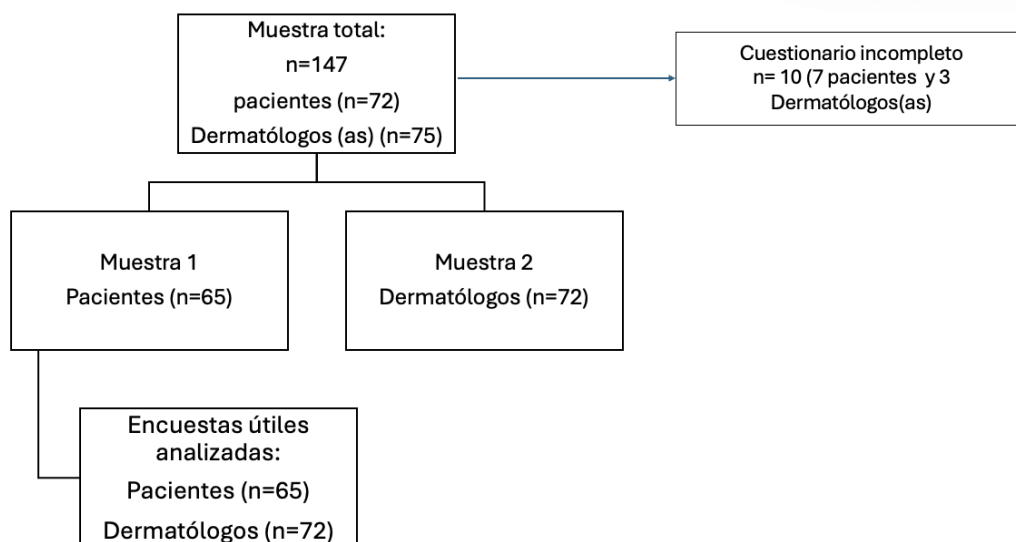 Muestra total:
n=147
pacientes (n=72)
Dermatólogos (as) (n=75)
Cuestionario incompleto
n= 10 (7 pacientes  y 3
Dermatólogos(as)
Muestra 1
Pacientes (n=65)
Muestra 2
Dermatólogos (n=72)
Encuestas útiles
analizadas:
Pacientes (n=65)
Dermatólogos (n=72)